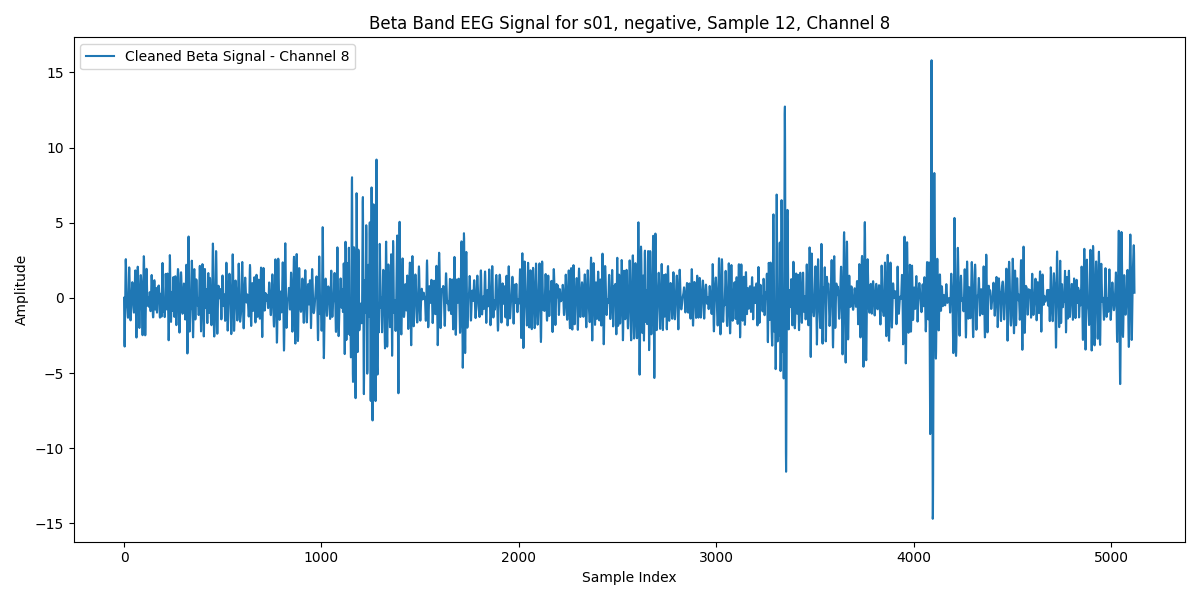 Beta Band EEG Signal for s01, negative, Sample 12, Channel 8
Cleaned Beta Signal - Channel 8
Amplitude
15
10
5
0
−5
−10
−15
0 1000 2000 3000 4000 5000
Sample Index